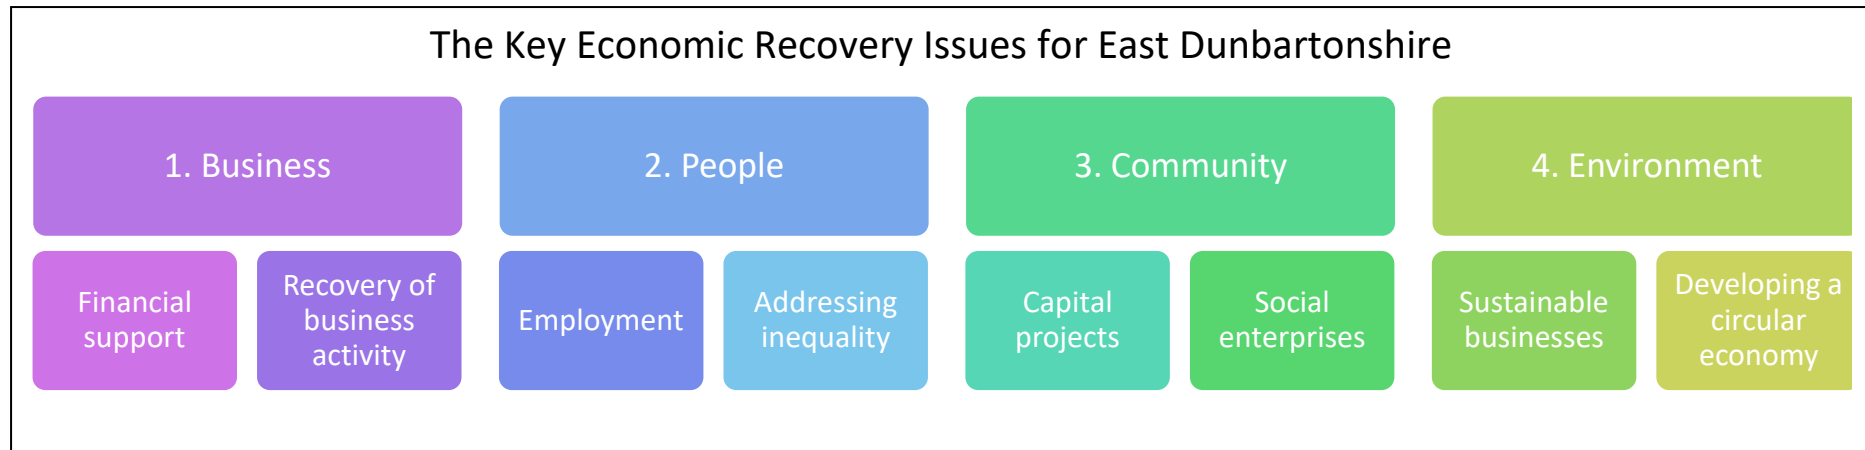 The Key Economic Recovery Issues for East Dunbartonshire
1. Business
Financial
support
Recovery of
business
activity
2. People
Employment
Addressing
inequality
3. Community
Capital
projects
Social
enterprises
4. Environment
Sustainable
businesses
Developing a
circular
economy